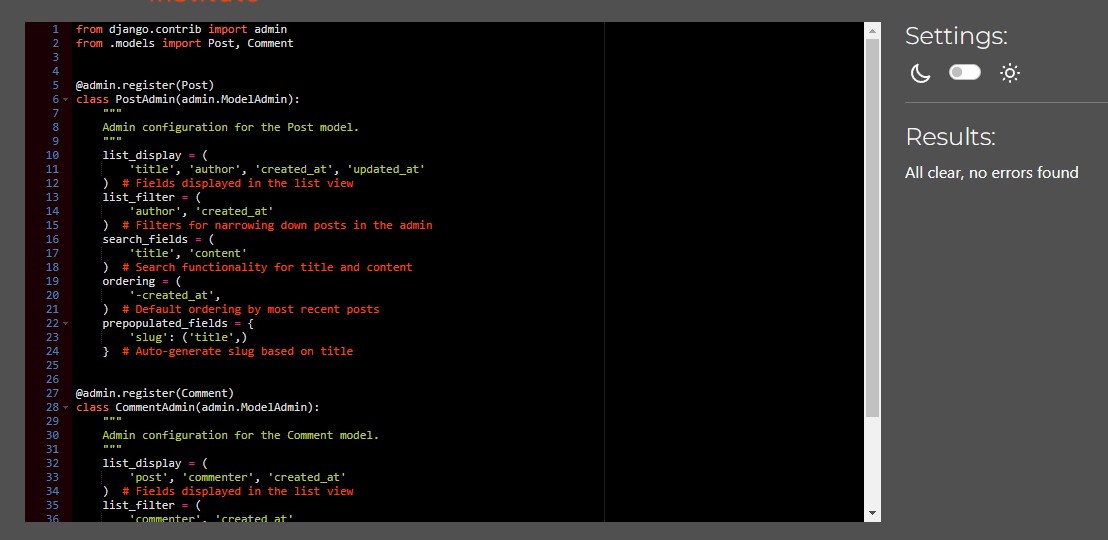 1 from django.contrib import admin
2 from .models import Post, Comment
3
4
5 @admin.register(Post)
6 class PostAdmin(admin.ModelAdmin):
7     """
8     Admin configuration for the Post model.
9     """
10     list_display = (
11         'title', 'author', 'created_at', 'updated_at'
12     )  # Fields displayed in the list view
13     list_filter = (
14         'author', 'created_at'
15     )  # Filters for narrowing down posts in the admin
16     search_fields = (
17         'title', 'content'
18     )  # Search functionality for title and content
19     ordering = (
20         '-created_at',
21     )  # Default ordering by most recent posts
22     prepopulated_fields = {
23         'slug': ('title',)
24     }  # Auto-generate slug based on title
25
26
27 @admin.register(Comment)
28 class CommentAdmin(admin.ModelAdmin):
29     """
30     Admin configuration for the Comment model.
31     """
32     list_display = (
33         'post', 'commenter', 'created_at'
34     )  # Fields displayed in the list view
35     list_filter = (
36         'commenter', 'created_at'
Settings:
Results:
All clear, no errors found